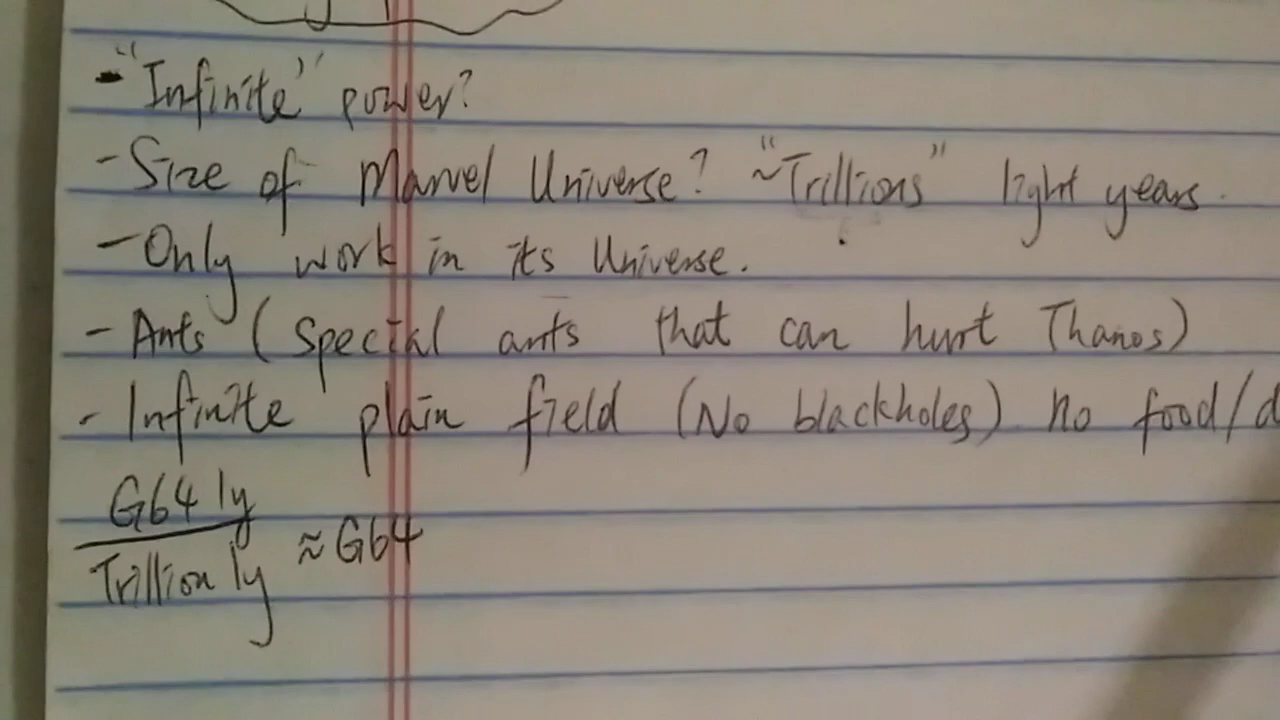 - "Infinite" power?
- Size of Marvel Universe? ~"Trillions" light years.
- Only work in its Universe.
- Ants (Special ants that can hurt Thanos)
- Infinite plain field (No blackholes) no food/d
G64 ly
Trillion ly
≈ G64